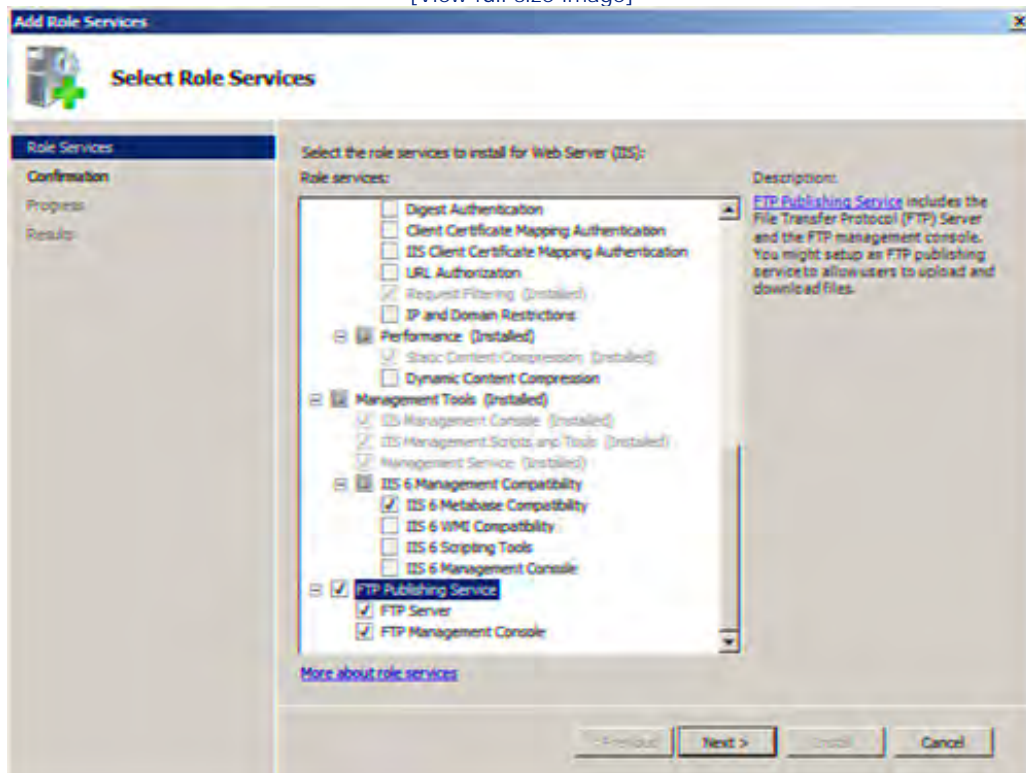 [View full size image]
Add Role Services
Select Role Services
Role Services
Confirmation
Progress
Results
Select the role services to install for Web Server (IIS):
Role services:
Digest Authentication
Client Certificate Mapping Authentication
IIS Client Certificate Mapping Authentication
URL Authorization
Request Filtering (Installed)
IP and Domain Restrictions
Performance (Installed)
Static Content Compression (Installed)
Dynamic Content Compression
Management Tools (Installed)
IIS Management Console (Installed)
IIS Management Scripts and Tools (Installed)
Management Service (Installed)
IIS 6 Management Compatibility
IIS 6 Metabase Compatibility
IIS 6 WMI Compatibility
IIS 6 Scripting Tools
IIS 6 Management Console
FTP Publishing Service
FTP Server
FTP Management Console
More about role services
Description:
FTP Publishing Service includes the
File Transfer Protocol (FTP) Server
and the FTP management console.
You might setup an FTP publishing
service to allow users to upload and
download files.
< Previous
Next >
Install
Cancel